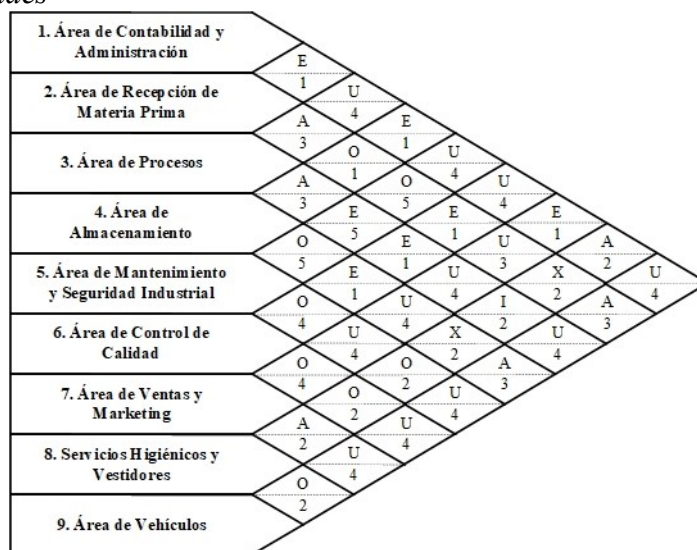 1. Área de Contabilidad y
Administración
2. Área de Recepción de
Materia Prima
3. Área de Procesos
4. Área de
Almacenamiento
5. Área de Mantenimiento
y Seguridad Industrial
6. Área de Control de
Calidad
7. Área de Ventas y
Marketing
8. Servicios Higiénicos y
Vestidores
9. Área de Vehículos
E
1
A
3
A
3
O
5
O
4
O
4
A
2
O
2
U
4
O
1
E
5
E
1
U
4
O
2
U
4
E
1
O
5
E
1
U
4
O
2
U
4
U
4
E
1
U
4
X
2
U
4
U
4
U
3
I
2
A
3
E
1
X
2
U
4
A
2
A
3
U
4